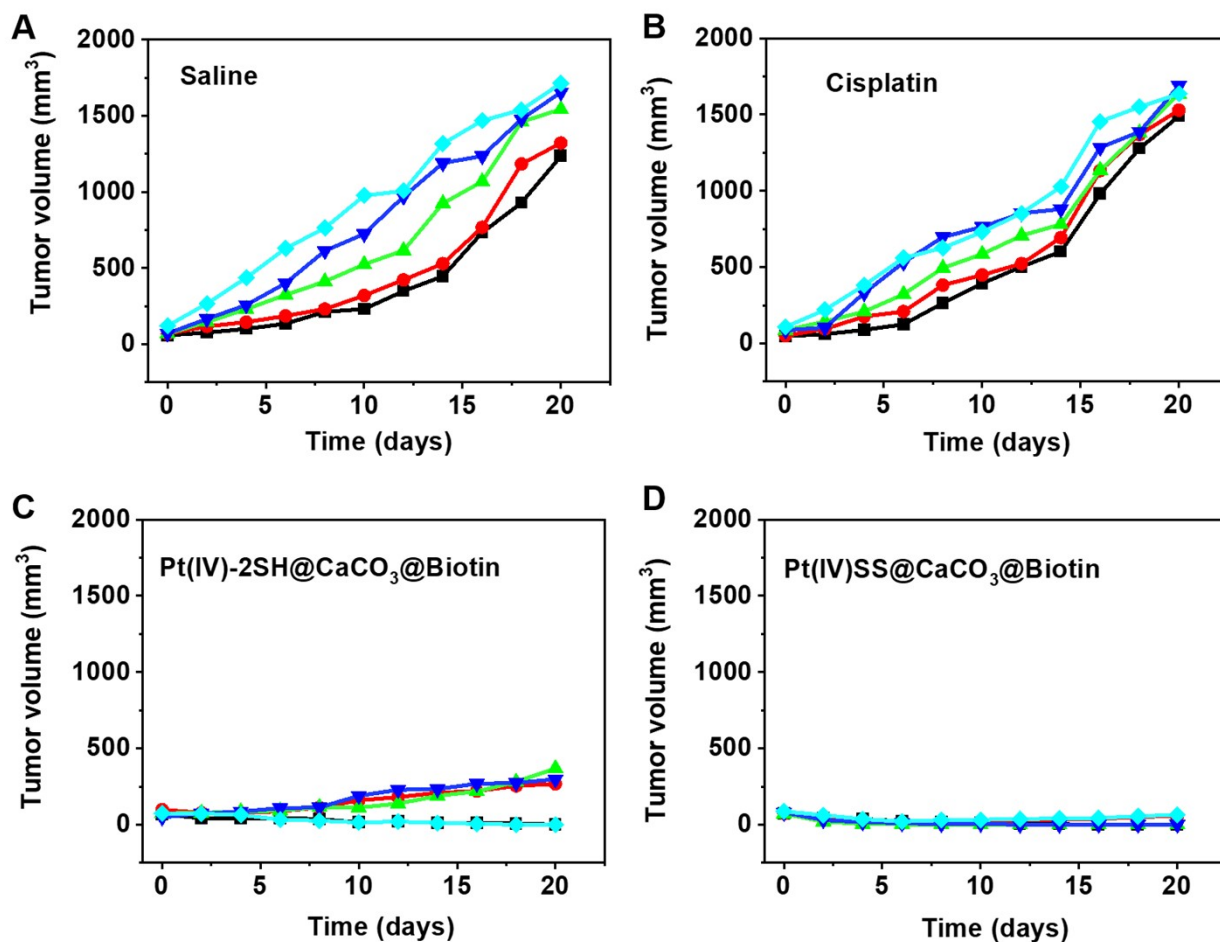 A
Tumor volume (mm³)
2000
1500
1000
500
0
Saline
0 5 10 15 20
Time (days)
B
Tumor volume (mm³)
2000
1500
1000
500
0
Cisplatin
0 5 10 15 20
Time (days)
C
Tumor volume (mm³)
2000
1500
1000
500
0
Pt(IV)-2SH@CaCO₃@Biotin
0 5 10 15 20
Time (days)
D
Tumor volume (mm³)
2000
1500
1000
500
0
Pt(IV)SS@CaCO₃@Biotin
0 5 10 15 20
Time (days)